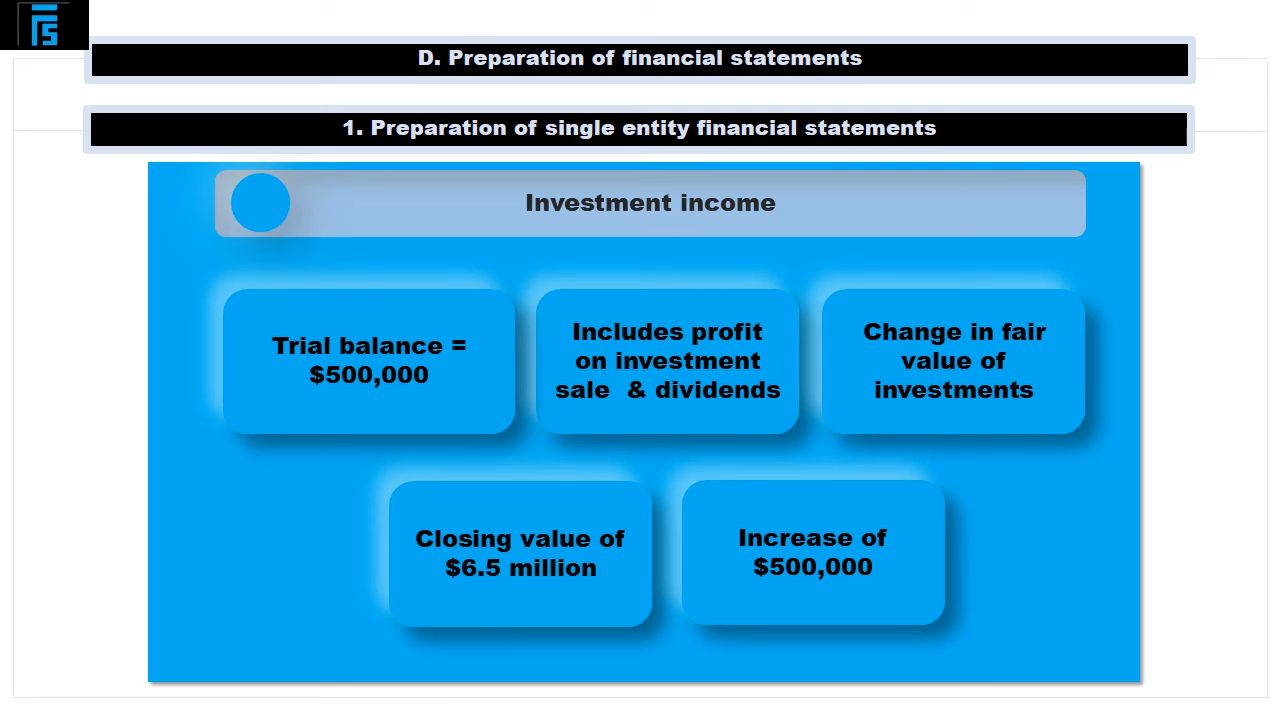 D. Preparation of financial statements
1. Preparation of single entity financial statements
Investment income
Trial balance =
$500,000
Includes profit
on investment
sale & dividends
Change in fair
value of
investments
Closing value of
$6.5 million
Increase of
$500,000